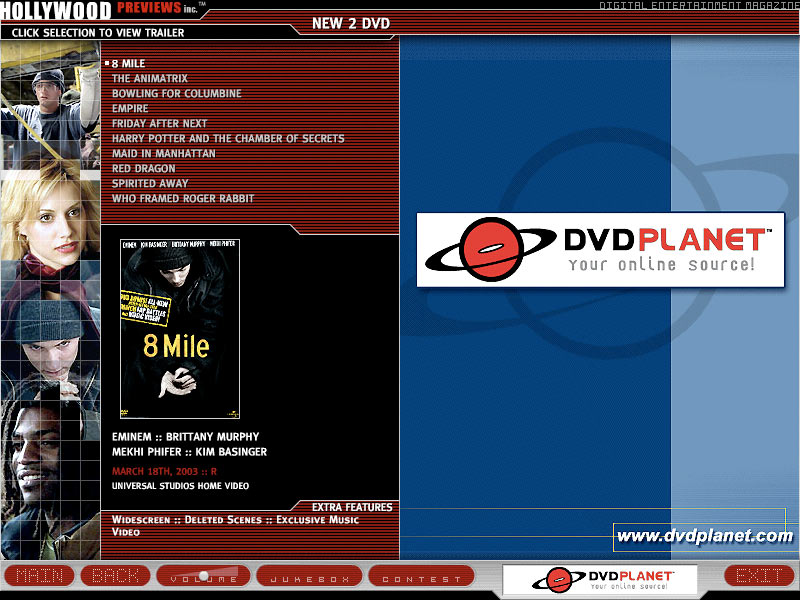 HOLLYWOOD PREVIEWS inc.™
DIGITAL ENTERTAINMENT MAGAZINE
NEW 2 DVD
CLICK SELECTION TO VIEW TRAILER
8 MILE
THE ANIMATRIX
BOWLING FOR COLUMBINE
EMPIRE
FRIDAY AFTER NEXT
HARRY POTTER AND THE CHAMBER OF SECRETS
MAID IN MANHATTAN
RED DRAGON
SPIRITED AWAY
WHO FRAMED ROGER RABBIT
EMINEM KIM BASINGER BRITTANY MURPHY MEKHI PHIFER
8 Mile
EMINEM :: BRITTANY MURPHY
MEKHI PHIFER :: KIM BASINGER
MARCH 18TH, 2003 :: R
UNIVERSAL STUDIOS HOME VIDEO
EXTRA FEATURES
WIDESCREEN :: DELETED SCENES :: EXCLUSIVE MUSIC
VIDEO
DVDPLANET™
Your online source!
www.dvdplanet.com
MAIN
BACK
VOLUME
JUKEBOX
CONTEST
DVDPLANET
Your online source!
EXIT